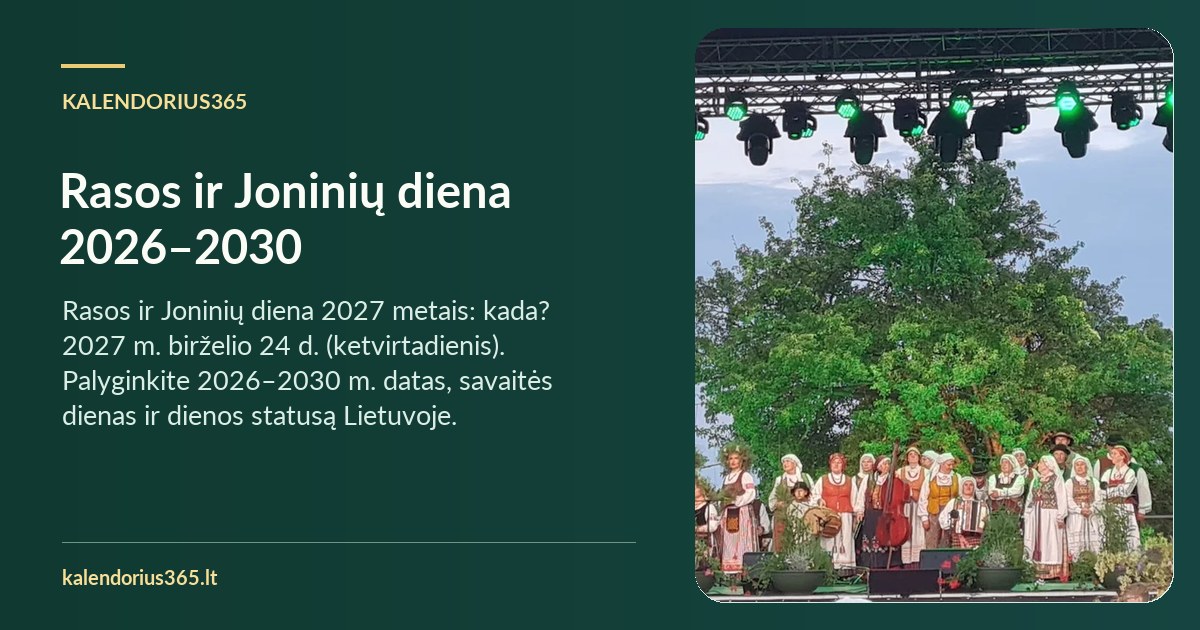 KALENDORIUS365
Rasos ir Joninių diena
2026–2030
Rasos ir Joninių diena 2027 metais: kada?
2027 m. birželio 24 d. (ketvirtadienis).
Palyginkite 2026–2030 m. datas, savaitės
dienas ir dienos statusą Lietuvoje.
kalendorius365.lt